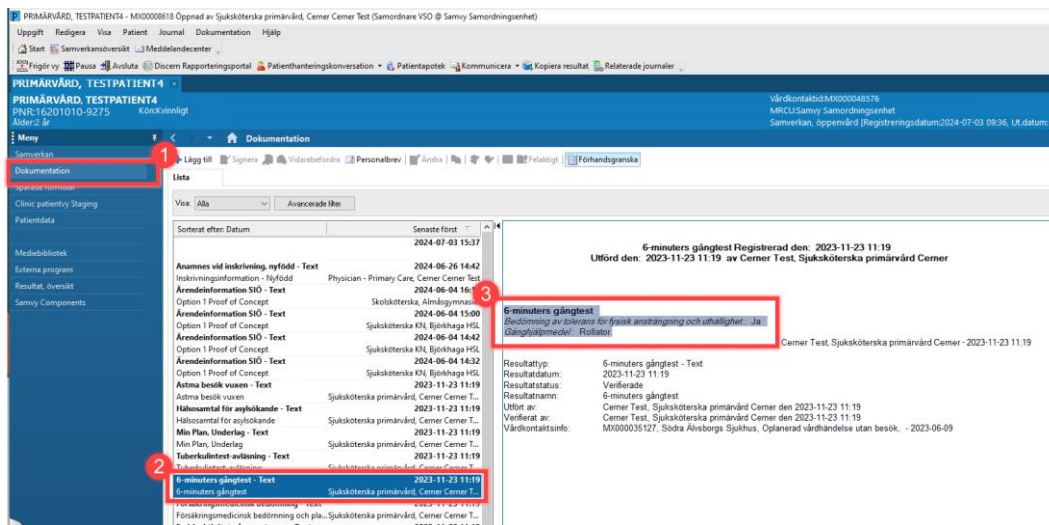 PRIMÄRVÅRD, TESTPATIENT4 - MX00008618 Öppnad av Sjuksköterska primärvård, Cerner Cerner Test (Samordnare VSO @ Samvy Samordningsenhet)
Uppgift Redigera Visa Patient Journal Dokumentation Hjälp
Start Samverkansöversikt Meddelandecenter
Frigör vy Pausa Avsluta Discern Rapporteringsportal Patienthanteringskonversation Patientapotek Kommunicera Kopiera resultat Relaterade journaler
PRIMÄRVÅRD, TESTPATIENT4 ×
PRIMÄRVÅRD, TESTPATIENT4
Vårdkontaktid:MX000048576
PNR:16201010-9275 Kön:Kvinnligt
MRCU:Samvy Samordningsenhet
Ålder:2 år
Samverkan, öppenvård [Registreringsdatum:2024-07-03 09:36, Ut.datum:
Meny
Dokumentation
Samverkan
Dokumentation
Sparade formulär
Clinic patientvy Staging
Patientdata
Mediebibliotek
Externa program
Resultat, översikt
Samvy Components
1
Lägg till Signera Vidarebefordra Personalbrev Ändra Felaktigt Förhandsgranska
Lista
Visa: Alla Avancerade filter
Sorterat efter: Datum Senaste först
2024-07-03 15:37
Anamnes vid inskrivning, nyfödd - Text 2024-06-26 14:42
Inskrivningsinformation - Nyfödd Physician - Primary Care, Cerner Cerner Test
Ärendeinformation SIÖ - Text 2024-06-04 16:
Option 1 Proof of Concept Skolsköterska, Almåsgymnasie
Ärendeinformation SIÖ - Text 2024-06-04 15:00
Option 1 Proof of Concept Sjuksköterska KN, Björkhaga HSL
Ärendeinformation SIÖ - Text 2024-06-04 14:42
Option 1 Proof of Concept Sjuksköterska KN, Björkhaga HSL
Ärendeinformation SIÖ - Text 2024-06-04 14:32
Option 1 Proof of Concept Sjuksköterska KN, Björkhaga HSL
Astma besök vuxen - Text 2023-11-23 11:19
Astma besök vuxen Sjuksköterska primärvård, Cerner Cerner T...
Hälsosamtal för asylsökande - Text 2023-11-23 11:19
Hälsosamtal för asylsökande Sjuksköterska primärvård, Cerner Cerner T...
Min Plan, Underlag - Text 2023-11-23 11:19
Min Plan, Underlag Sjuksköterska primärvård, Cerner Cerner T...
Tuberkulintest-avläsning - Text 2023-11-23 11:19
Tuberkulintest-avläsning Sjuksköterska primärvård, Cerner Cerner T...
2
6-minuters gångtest - Text 2023-11-23 11:19
6-minuters gångtest Sjuksköterska primärvård, Cerner Cerner T...
Försäkringsmedicinsk bedömning - Text 2023-11-23 11:19
Försäkringsmedicinsk bedömning och pla... Sjuksköterska primärvård, Cerner Cerner T...
6-minuters gångtest Registrerad den: 2023-11-23 11:19
Utförd den: 2023-11-23 11:19 av Cerner Test, Sjuksköterska primärvård Cerner
3
6-minuters gångtest
Bedömning av tolerans för fysisk ansträngning och uthållighet: Ja
Gånghjälpmedel: Rollator
Cerner Test, Sjuksköterska primärvård Cerner - 2023-11-23 11:19
Resultattyp: 6-minuters gångtest - Text
Resultatdatum: 2023-11-23 11:19
Resultatstatus: Verifierade
Resultatnamn: 6-minuters gångtest
Utfört av: Cerner Test, Sjuksköterska primärvård Cerner den 2023-11-23 11:19
Verifierat av: Cerner Test, Sjuksköterska primärvård Cerner den 2023-11-23 11:19
Vårdkontaktsinfo: MX000035127, Södra Älvsborgs Sjukhus, Oplanerad vårdhändelse utan besök, - 2023-06-09